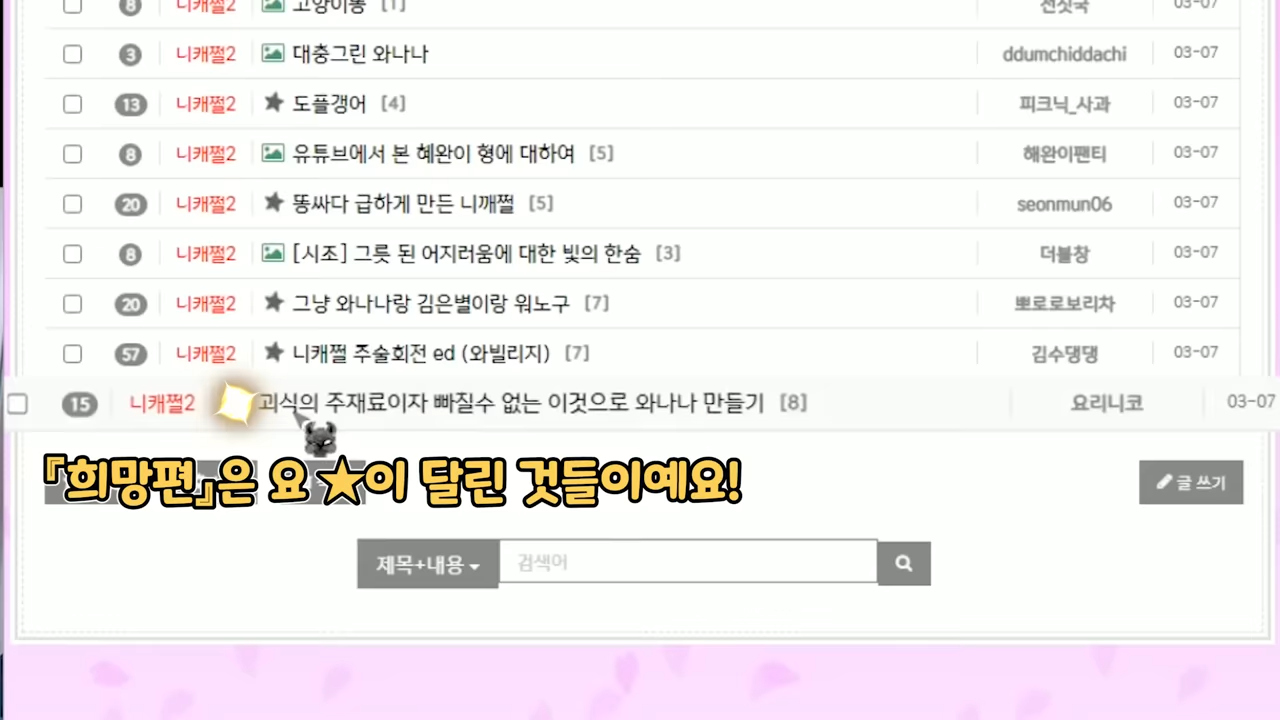 8 니캐쩔2 고양이똥 [1] 전짓국 03-07
3 니캐쩔2 대충그린 와나나 ddumchiddachi 03-07
13 니캐쩔2 ★ 도플갱어 [4] 피크닉_사과 03-07
8 니캐쩔2 유튜브에서 본 혜완이 형에 대하여 [5] 해완이팬티 03-07
20 니캐쩔2 ★ 똥싸다 급하게 만든 니깨쩔 [5] seonmun06 03-07
8 니캐쩔2 [시조] 그릇 된 어지러움에 대한 빛의 한숨 [3] 더불창 03-07
20 니캐쩔2 ★ 그냥 와나나랑 김은별이랑 워노구 [7] 뽀로로보리차 03-07
57 니캐쩔2 ★ 니캐쩔 주술회전 ed (와빌리지) [7] 김수댕댕 03-07
15 니캐쩔2 괴식의 주재료이자 빠질수 없는 이것으로 와나나 만들기 [8] 요리니코 03-07
『희망편』은 요 ★이 달린 것들이예요!
글 쓰기
제목+내용 검색어